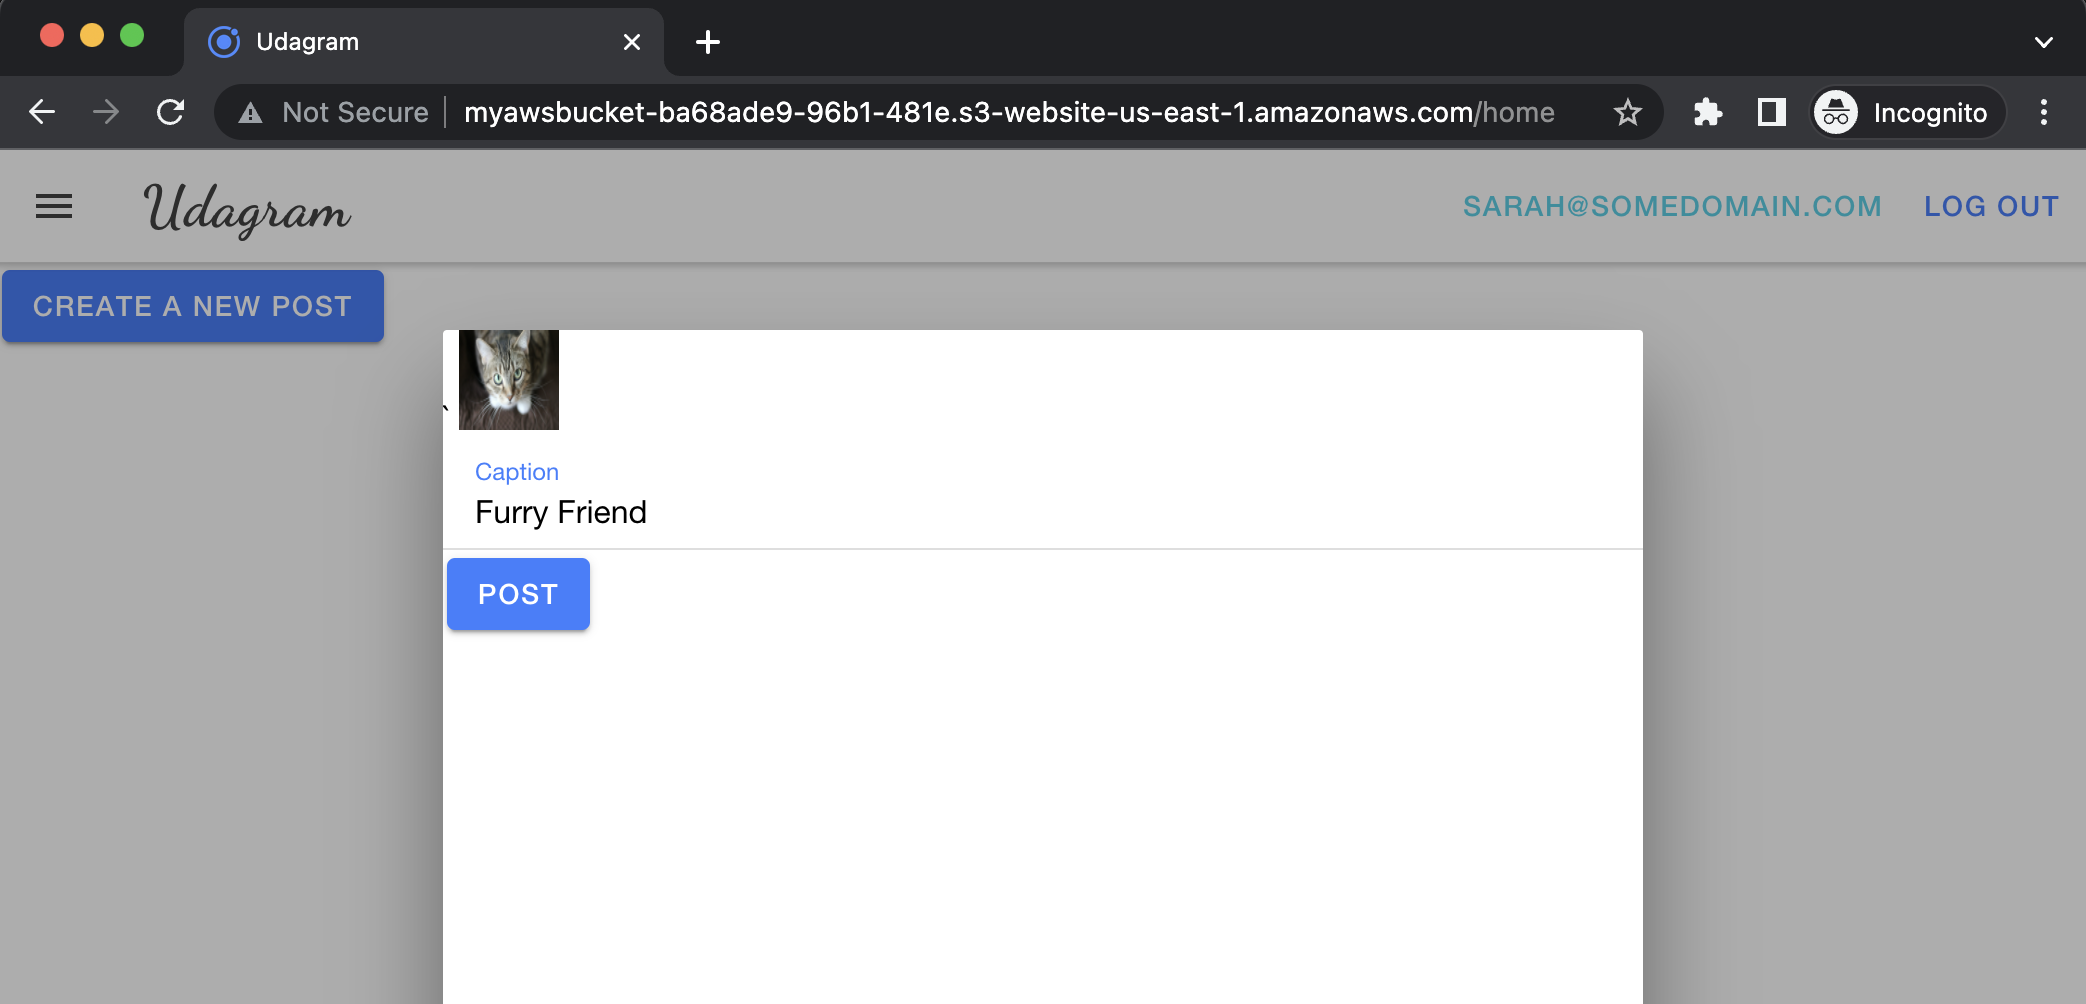 Udagram
Not Secure myawsbucket-ba68ade9-96b1-481e.s3-website-us-east-1.amazonaws.com/home Incognito
Udagram SARAH@SOMEDOMAIN.COM LOG OUT
CREATE A NEW POST
`
Caption
Furry Friend
POST